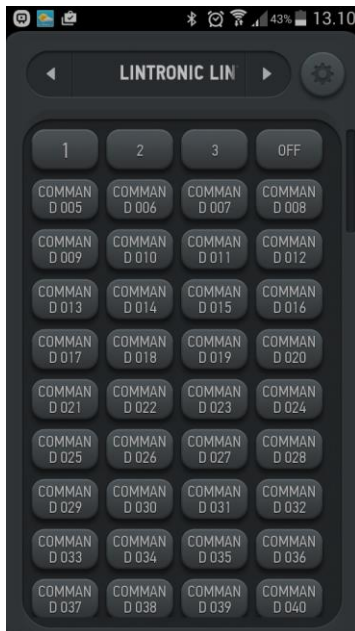 43% 13.10
LINTRONIC LIN
1 2 3 OFF
COMMAN COMMAN COMMAN COMMAN
D 005 D 006 D 007 D 008
COMMAN COMMAN COMMAN COMMAN
D 009 D 010 D 011 D 012
COMMAN COMMAN COMMAN COMMAN
D 013 D 014 D 015 D 016
COMMAN COMMAN COMMAN COMMAN
D 017 D 018 D 019 D 020
COMMAN COMMAN COMMAN COMMAN
D 021 D 022 D 023 D 024
COMMAN COMMAN COMMAN COMMAN
D 025 D 026 D 027 D 028
COMMAN COMMAN COMMAN COMMAN
D 029 D 030 D 031 D 032
COMMAN COMMAN COMMAN COMMAN
D 033 D 034 D 035 D 036
COMMAN COMMAN COMMAN COMMAN
D 037 D 038 D 039 D 040